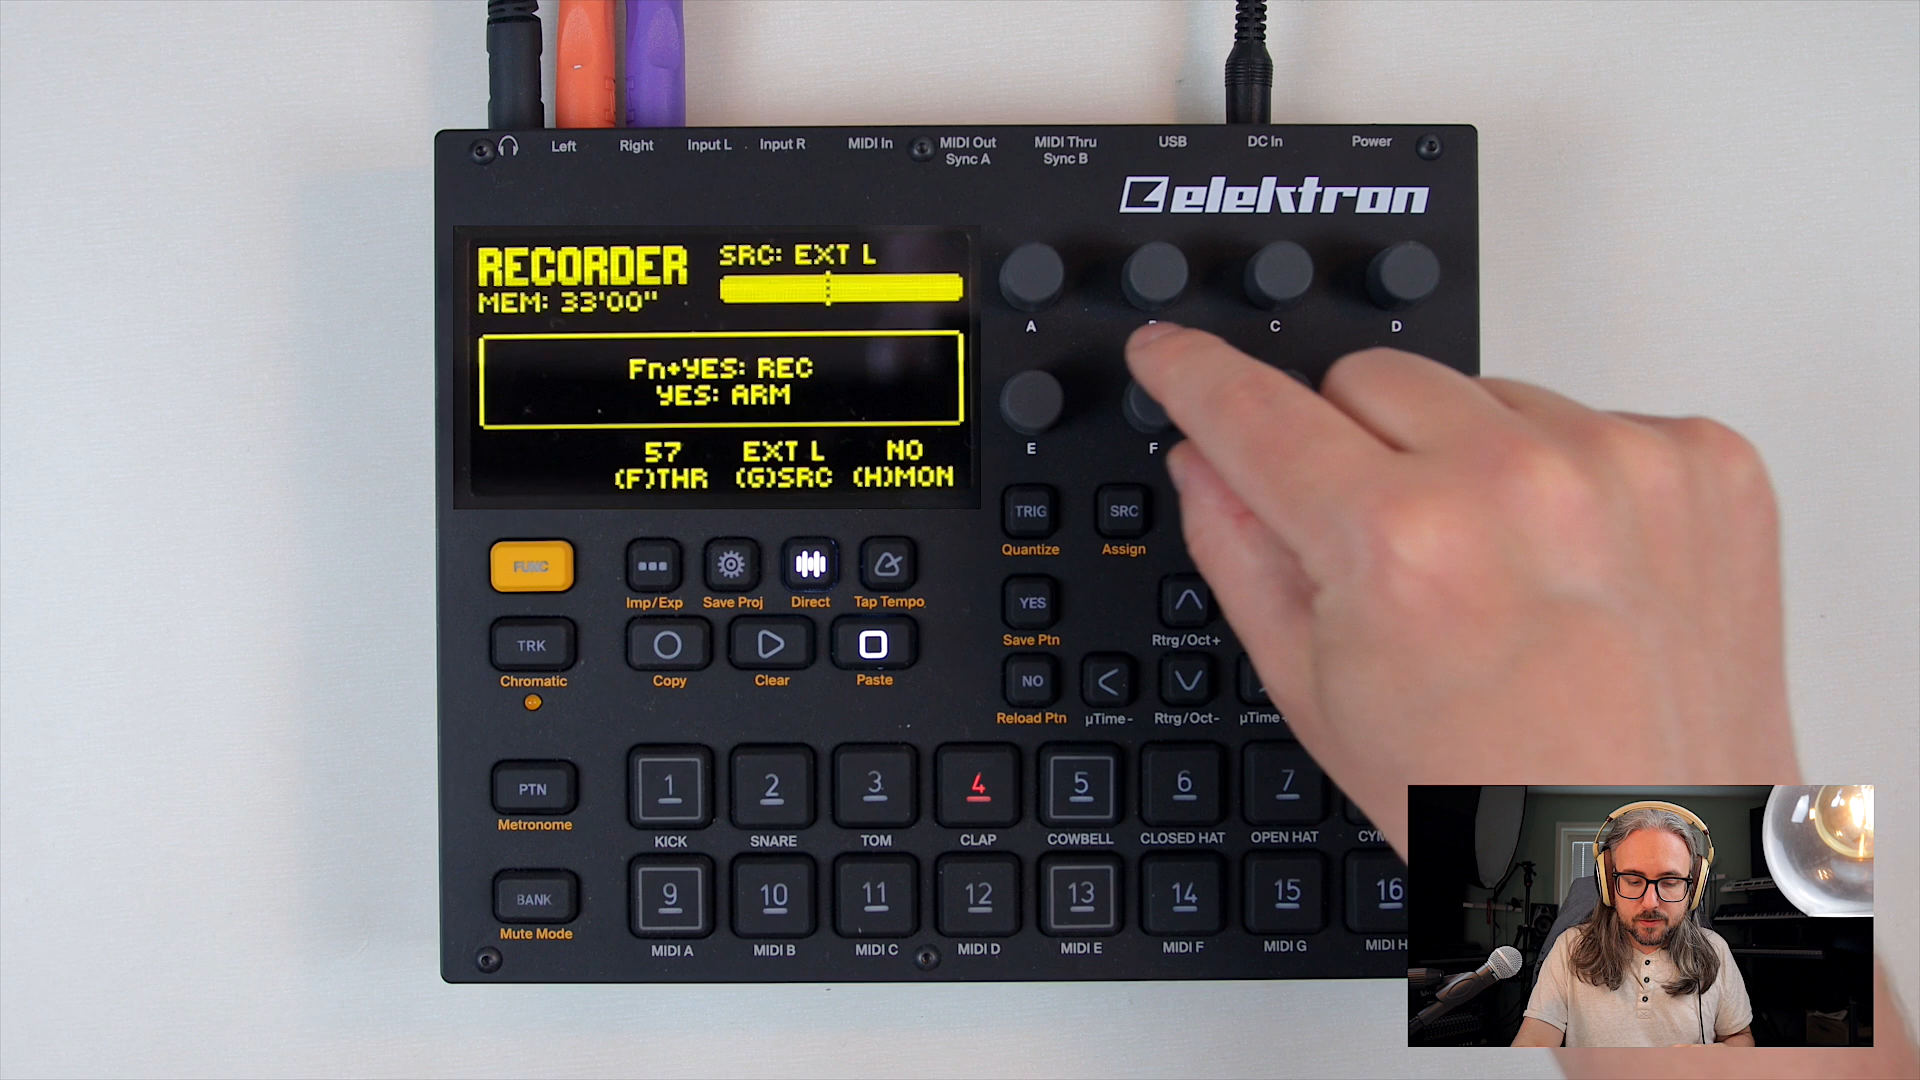 Left
Right
Input L
Input R
MIDI In
MIDI Out
Sync A
MIDI Thru
Sync B
USB
DC In
Power
elektron
RECORDER
MEM: 33'00"
SRC: EXT L
Fn+YES: REC
YES: ARM
57
(F)THR
EXT L
(G)SRC
NO
(H)MON
A
C
D
E
F
TRIG
Quantize
SRC
Assign
FUNC
Imp/Exp
Save Proj
Direct
Tap Tempo
YES
Save Ptn
Rtrg/Oct+
TRK
Chromatic
Copy
Clear
Paste
NO
Reload Ptn
µTime-
Rtrg/Oct-
µTime
PTN
Metronome
1
KICK
2
SNARE
3
TOM
4
CLAP
5
COWBELL
6
CLOSED HAT
7
OPEN HAT
CY
BANK
Mute Mode
9
MIDI A
10
MIDI B
11
MIDI C
12
MIDI D
13
MIDI E
14
MIDI F
15
MIDI G
16
MIDI H